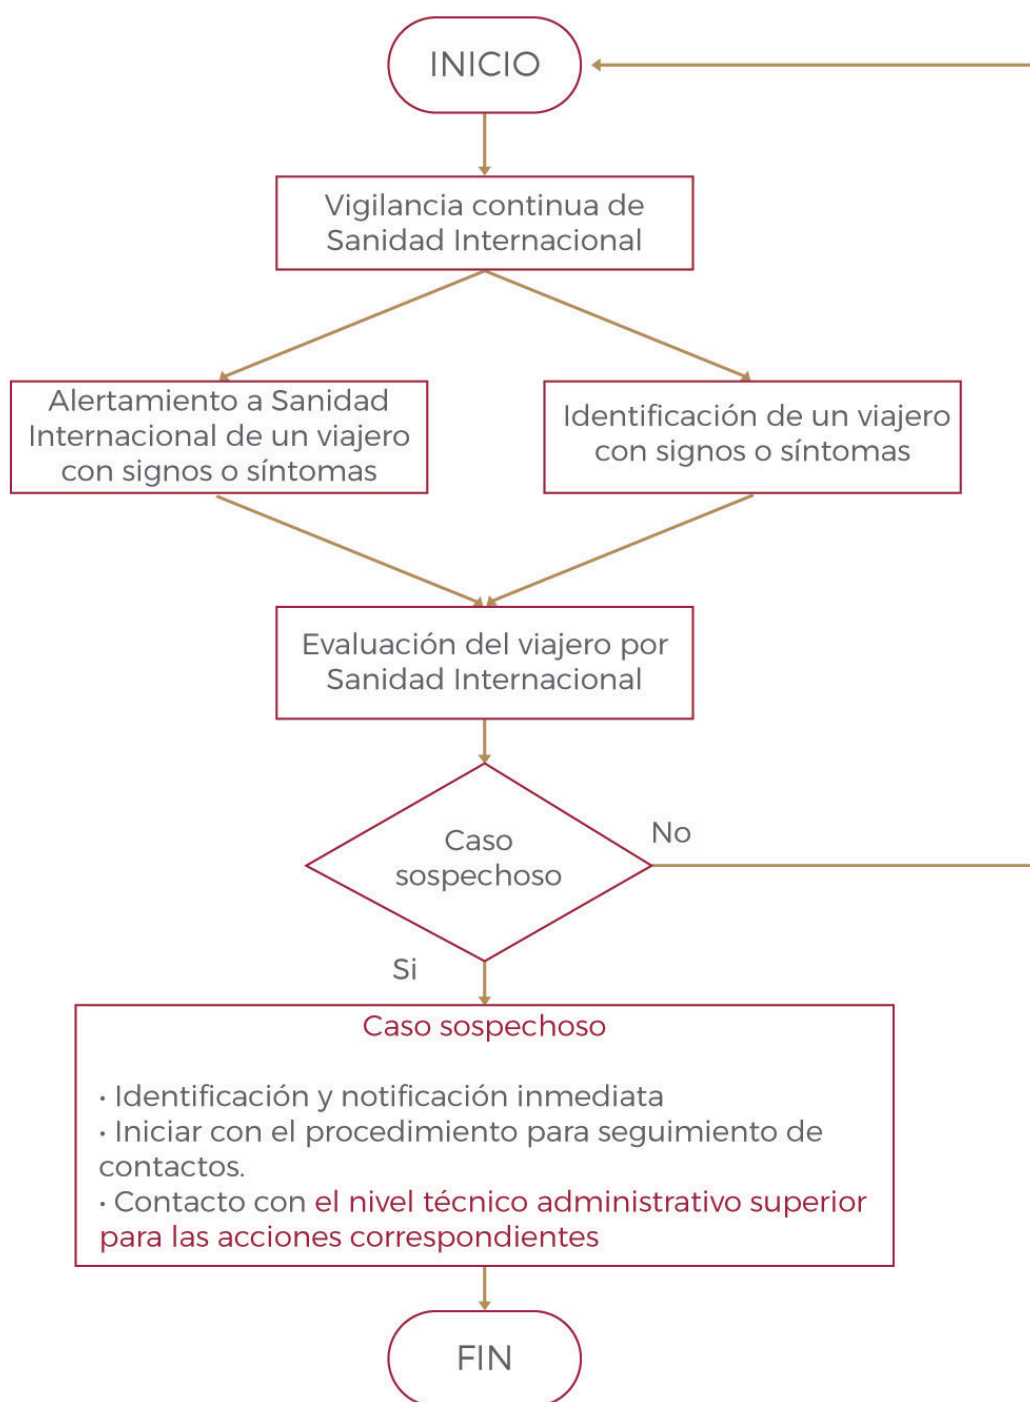 INICIO
Vigilancia continua de
Sanidad Internacional
Alertamiento a Sanidad
Internacional de un viajero
con signos o síntomas
Identificación de un viajero
con signos o síntomas
Evaluación del viajero por
Sanidad Internacional
Caso
sospechoso
No
Si
Caso sospechoso
• Identificación y notificación inmediata
• Iniciar con el procedimiento para seguimiento de
contactos.
• Contacto con el nivel técnico administrativo superior
para las acciones correspondientes
FIN